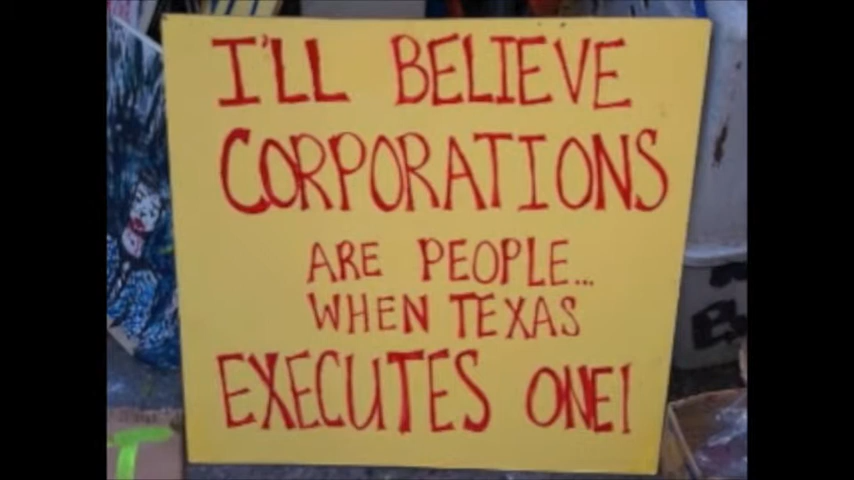 I'LL BELIEVE
CORPORATIONS
ARE PEOPLE...
WHEN TEXAS
EXECUTES ONE!